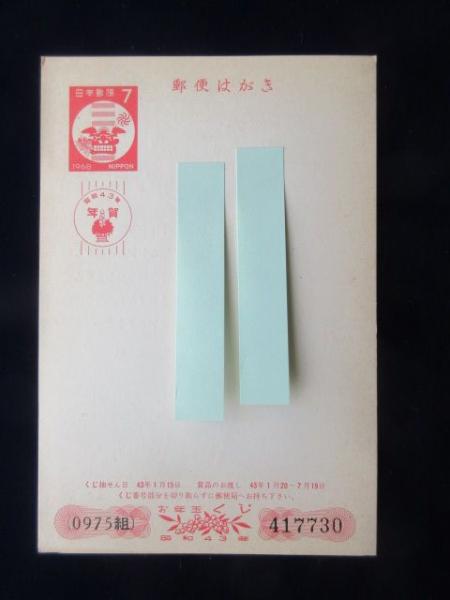 郵便はがき
日本郵便 7
1968 NIPPON
昭和43年
年賀
くじ抽せん日 43年1月15日 賞品のお渡し 43年1月20~7月19日
くじ番号部分を切り取らずに郵便局へお持ち下さい。
お年玉くじ
(0975組)
417730
昭和43年